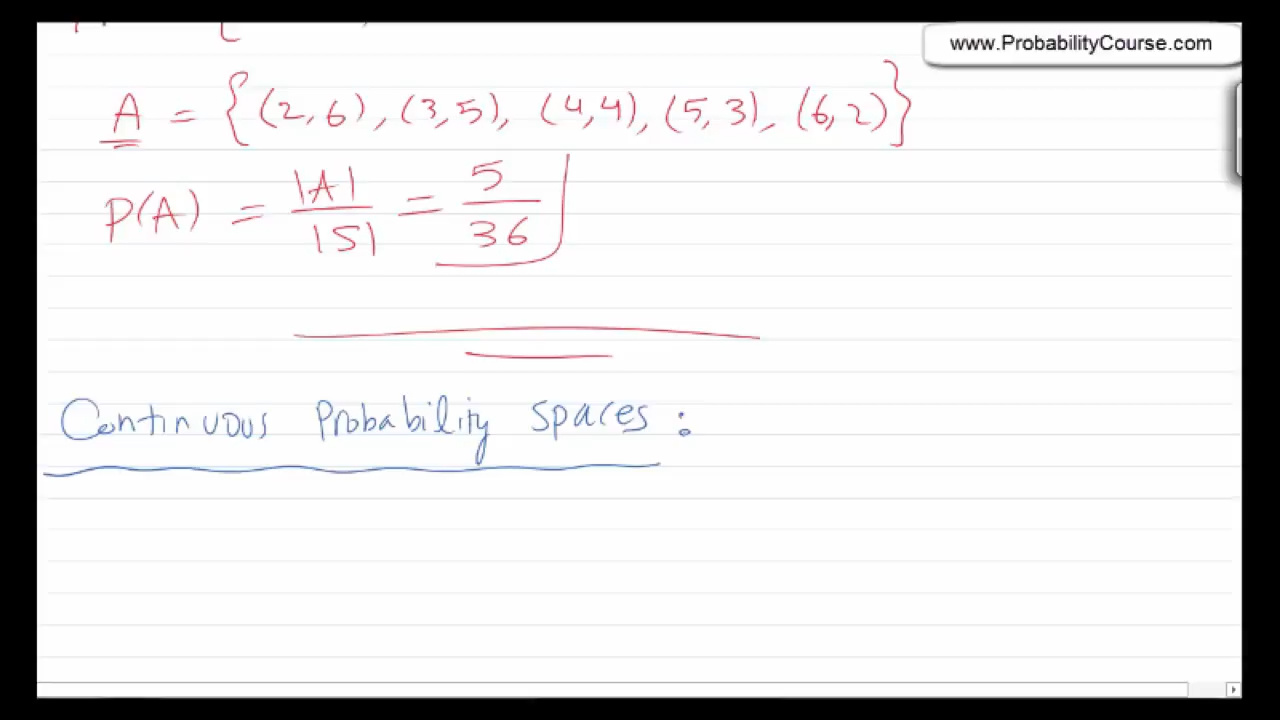 www.ProbabilityCourse.com
A = {(2,6), (3,5), (4,4), (5,3), (6,2)}
P(A) = |A| / |S| = 5 / 36
Continuous Probability spaces :